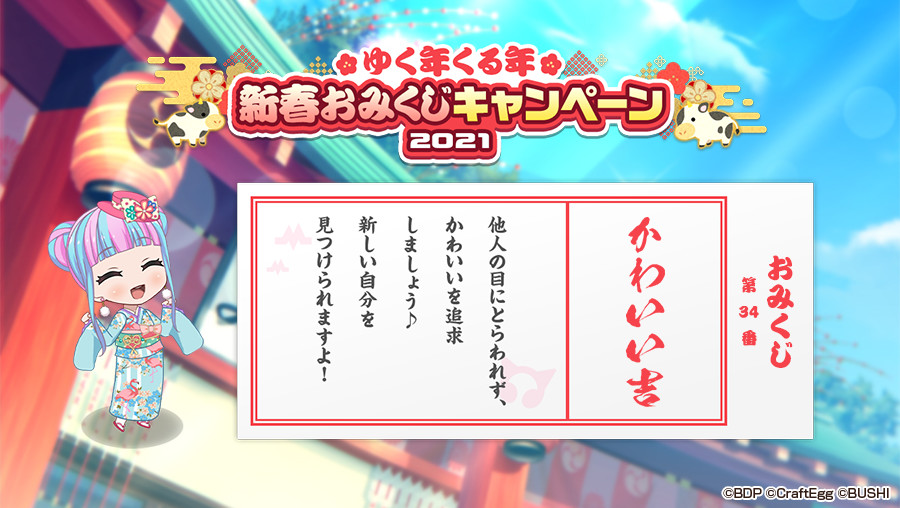 ゆく年くる年
新春おみくじキャンペーン
2021
おみくじ
第34番
かわいい吉
他人の目にとらわれず、
かわいいを追求
しましょう♪
新しい自分を
見つけられますよ!
©BDP ©CraftEgg ©BUSHI